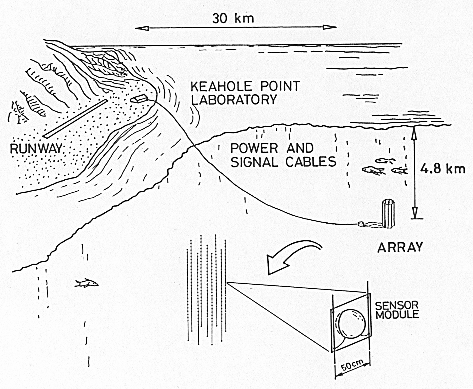 30 km
KEAHOLE POINT
LABORATORY
RUNWAY
POWER AND
SIGNAL CABLES
4.8 km
ARRAY
SENSOR
MODULE
50cm